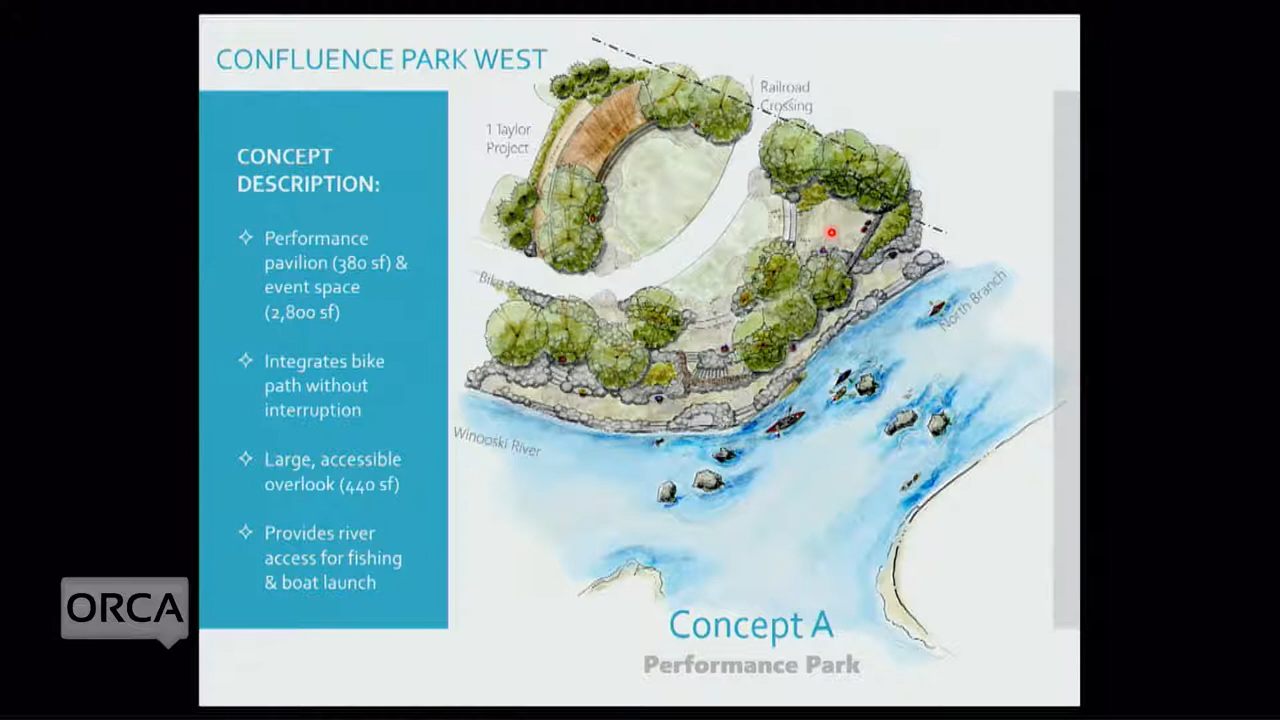 CONFLUENCE PARK WEST
CONCEPT
DESCRIPTION:
Performance
pavilion (380 sf) &
event space
(2,800 sf)
Integrates bike
path without
interruption
Large, accessible
overlook (440 sf)
Provides river
access for fishing
& boat launch
Railroad
Crossing
1 Taylor
Project
Bike
North Branch
Winooski River
Concept A
Performance Park
ORCA